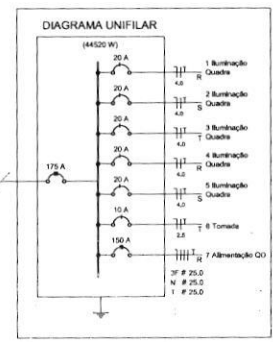 DIAGRAMA UNIFILAR
(44520 W)
20 A
1 Iluminação
Quadra
T
R
4,0
20 A
2 Iluminação
Quadra
T
S
4,0
20 A
3 Iluminação
Quadra
T
T
4,0
20 A
4 Iluminação
Quadra
T
R
4,0
175 A
20 A
5 Iluminação
Quadra
T
S
4,0
10 A
6 Tomada
T
T
2,5
150 A
7 Alimentação QD
T
R
3F # 25,0
N # 25,0
T # 25,0